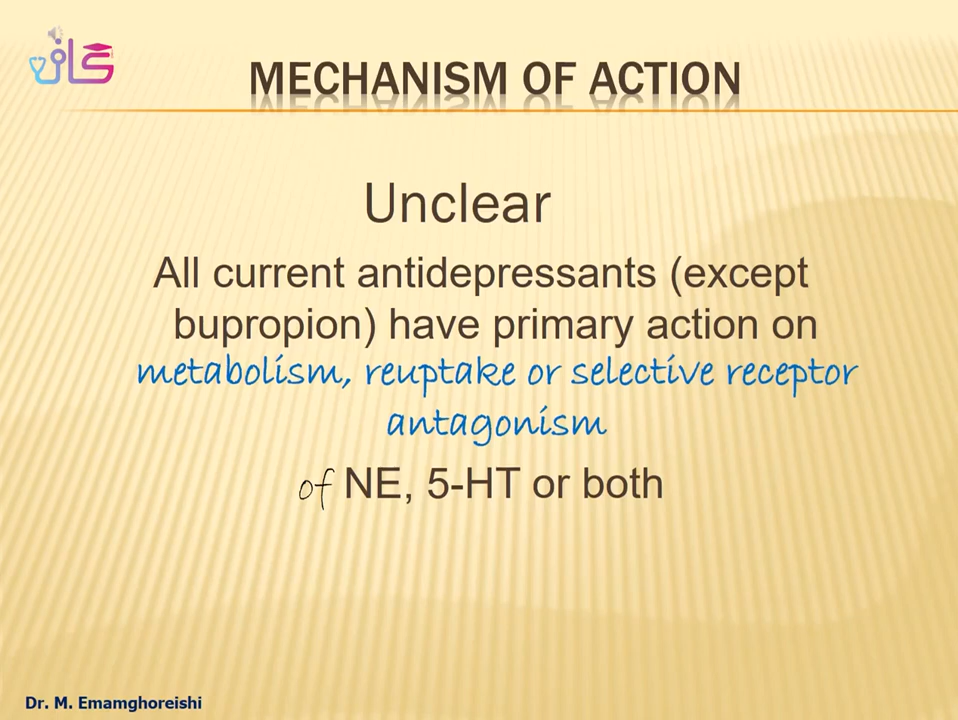 کافی
MECHANISM OF ACTION
Unclear
All current antidepressants (except
bupropion) have primary action on
metabolism, reuptake or selective receptor
antagonism
of NE, 5-HT or both
Dr. M. Emamghoreishi